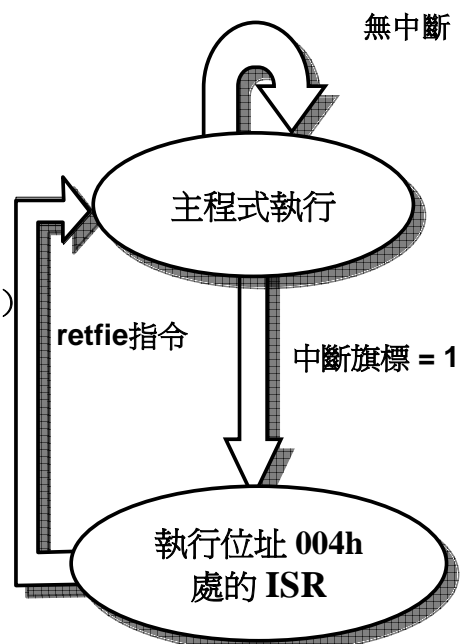 無中斷
主程式執行
)
retfie指令
中斷旗標 = 1
執行位址 004h
處的 ISR